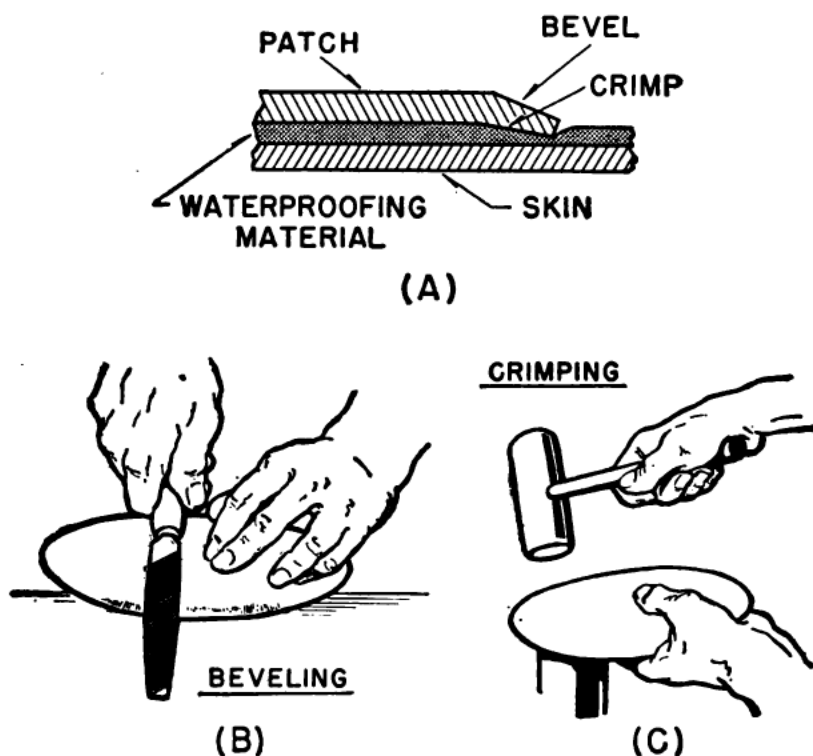 PATCH
BEVEL
CRIMP
WATERPROOFING
MATERIAL
SKIN
(A)
CRIMPING
BEVELING
(B)
(C)